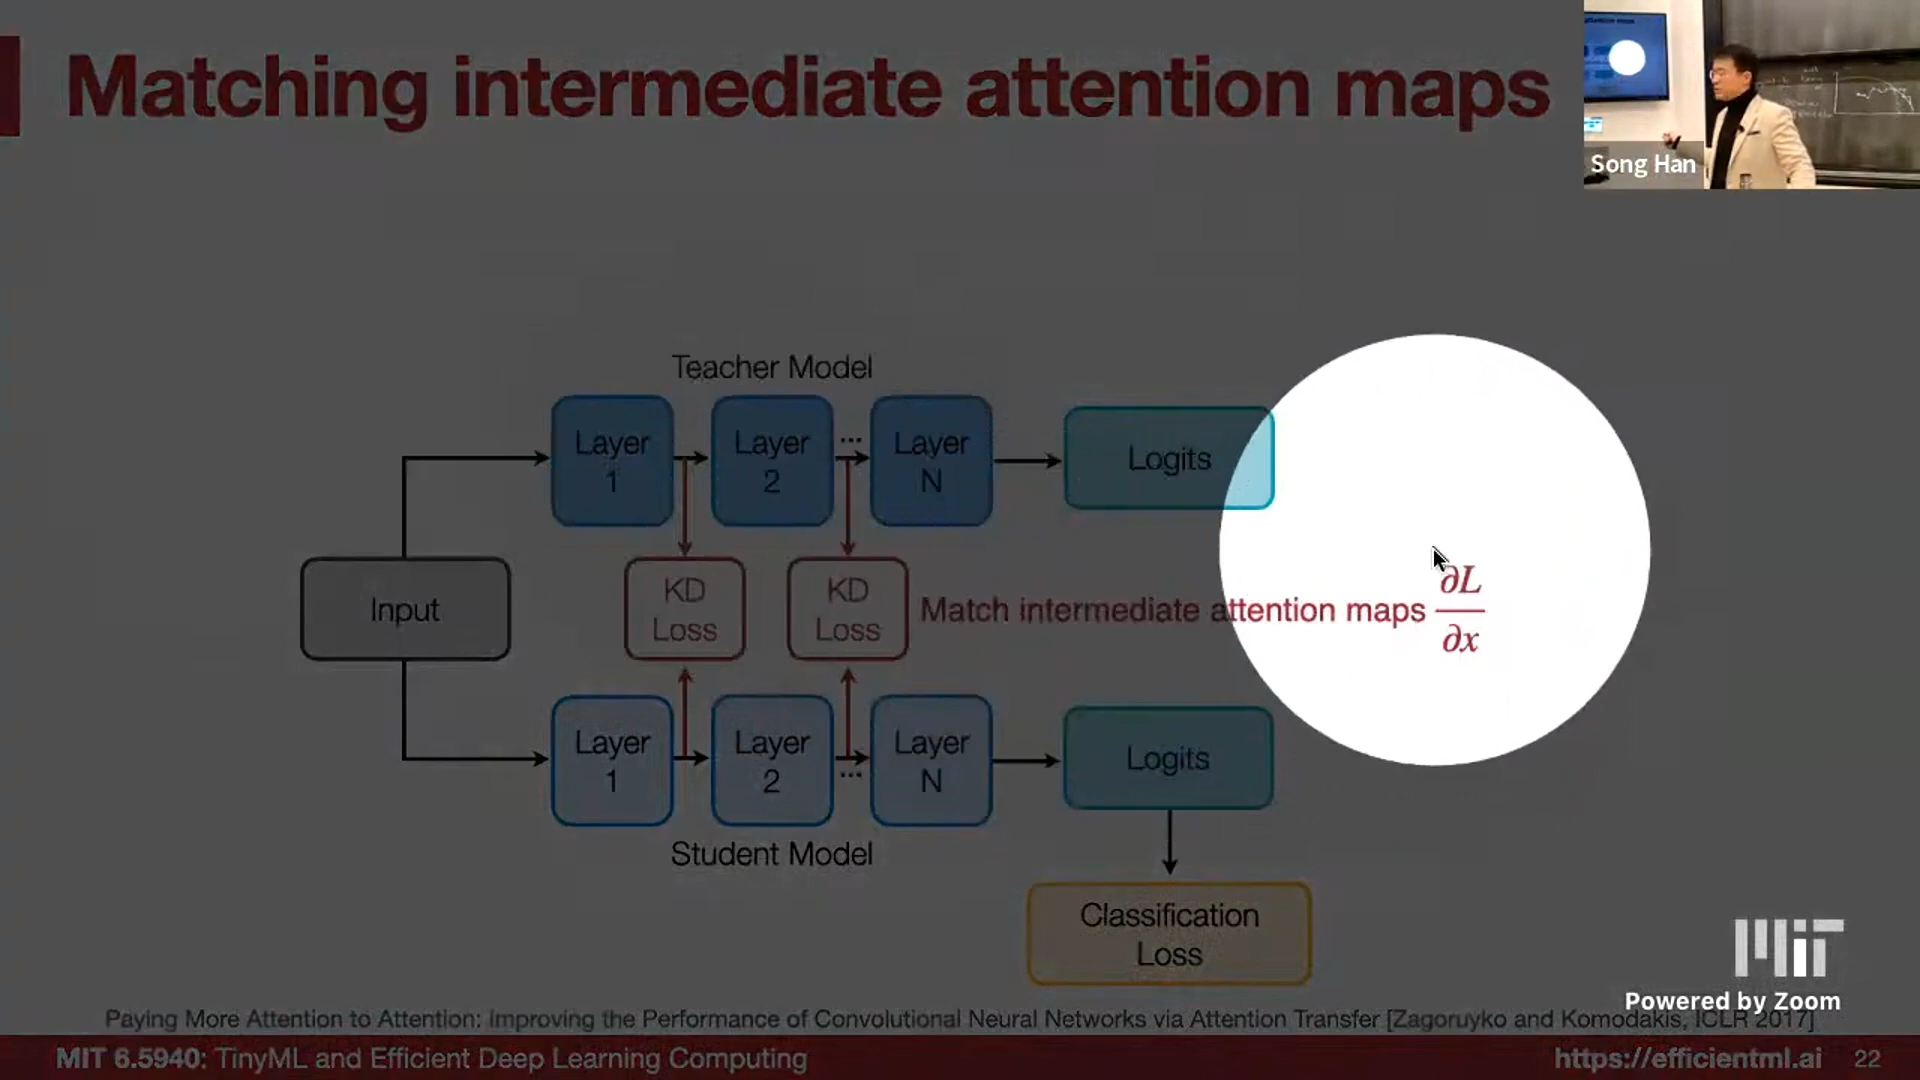 Matching intermediate attention maps
Song Han
Teacher Model
Layer
1
Layer
2
...
Layer
N
Logits
Input
KD
Loss
KD
Loss
Match intermediate attention maps ∂L/∂x
Layer
1
Layer
2
...
Layer
N
Logits
Student Model
Classification
Loss
MIT
Powered by Zoom
Paying More Attention to Attention: Improving the Performance of Convolutional Neural Networks via Attention Transfer [Zagoruyko and Komodakis, ICLR 2017]
MIT 6.5940: TinyML and Efficient Deep Learning Computing
https://efficientml.ai
22